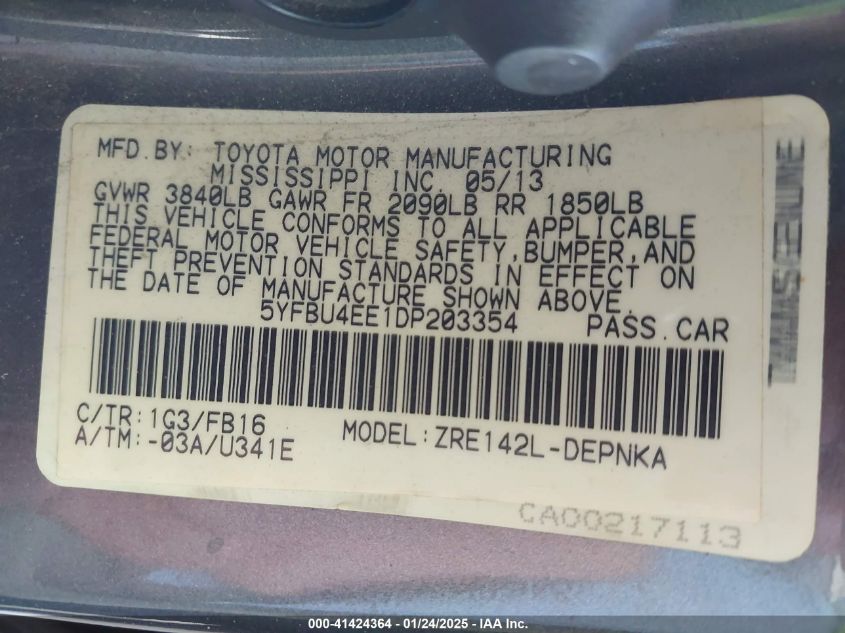 MFD.BY: TOYOTA MOTOR MANUFACTURING
MISSISSIPPI INC. 05/13
GVWR 3840LB GAWR FR 2090LB RR 1850LB
THIS VEHICLE CONFORMS TO ALL APPLICABLE
FEDERAL MOTOR VEHICLE SAFETY,BUMPER,AND
THEFT PREVENTION STANDARDS IN EFFECT ON
THE DATE OF MANUFACTURE SHOWN ABOVE.
5YFBU4EE1DP203354 PASS.CAR
C/TR:1G3/FB16
A/TM:-03A/U341E
MODEL:ZRE142L-DEPNKA
CA00217113
000-41424364 / 01/24/2025 / IAA Inc.